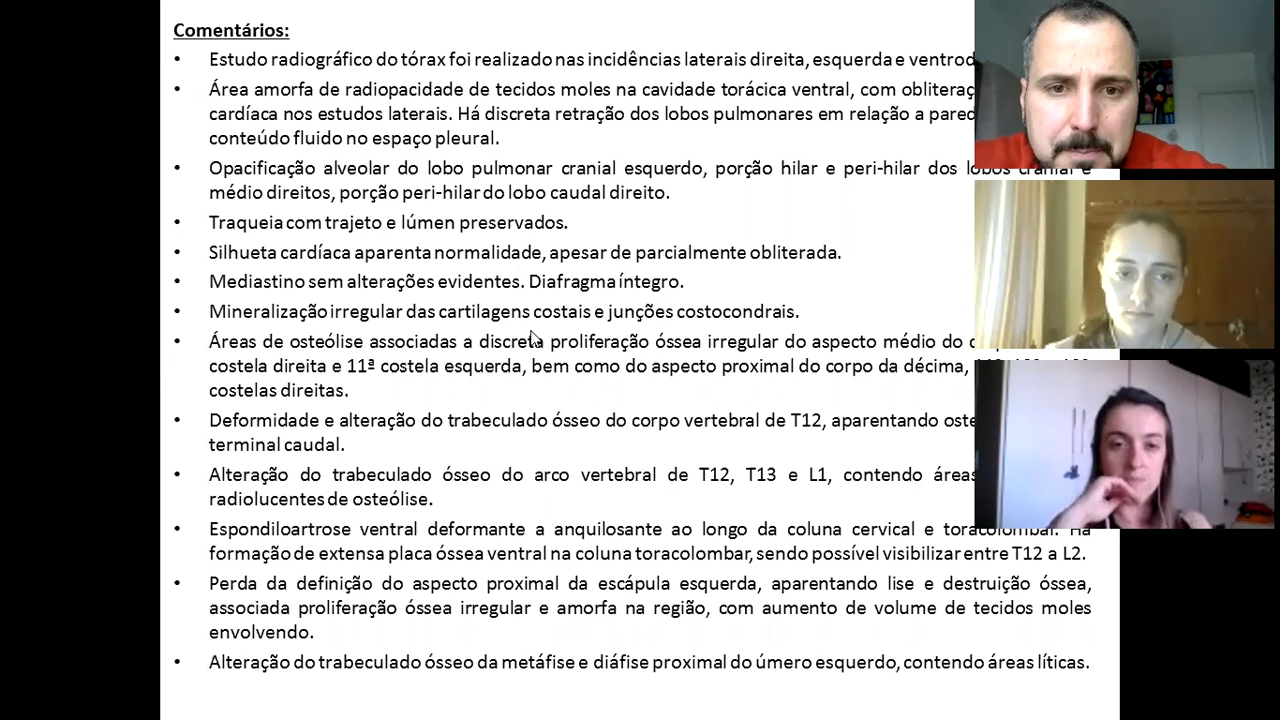 Comentários:
• Estudo radiográfico do tórax foi realizado nas incidências laterais direita, esquerda e
• Área amorfa de radiopacidade de tecidos moles na cavidade torácica ventral, com
cardíaca nos estudos laterais. Há discreta retração dos lobos pulmonares em relação a
conteúdo fluido no espaço pleural.
• Opacificação alveolar do lobo pulmonar cranial esquerdo, porção hilar e peri-hilar dos lobos cranial e
médio direitos, porção peri-hilar do lobo caudal direito.
• Traqueia com trajeto e lúmen preservados.
• Silhueta cardíaca aparenta normalidade, apesar de parcialmente obliterada.
• Mediastino sem alterações evidentes. Diafragma íntegro.
• Mineralização irregular das cartilagens costais e junções costocondrais.
• Áreas de osteólise associadas a discreta proliferação óssea irregular do aspecto médio do
costela direita e 11ª costela esquerda, bem como do aspecto proximal do corpo da décima,
costelas direitas.
• Deformidade e alteração do trabeculado ósseo do corpo vertebral de T12, aparentando
terminal caudal.
• Alteração do trabeculado ósseo do arco vertebral de T12, T13 e L1, contendo áreas
radiolucentes de osteólise.
• Espondiloartrose ventral deformante a anquilosante ao longo da coluna cervical e toracolombar. Há
formação de extensa placa óssea ventral na coluna toracolombar, sendo possível visibilizar entre T12 a L2.
• Perda da definição do aspecto proximal da escápula esquerda, aparentando lise e destruição óssea,
associada proliferação óssea irregular e amorfa na região, com aumento de volume de tecidos moles
envolvendo.
• Alteração do trabeculado ósseo da metáfise e diáfise proximal do úmero esquerdo, contendo áreas líticas.